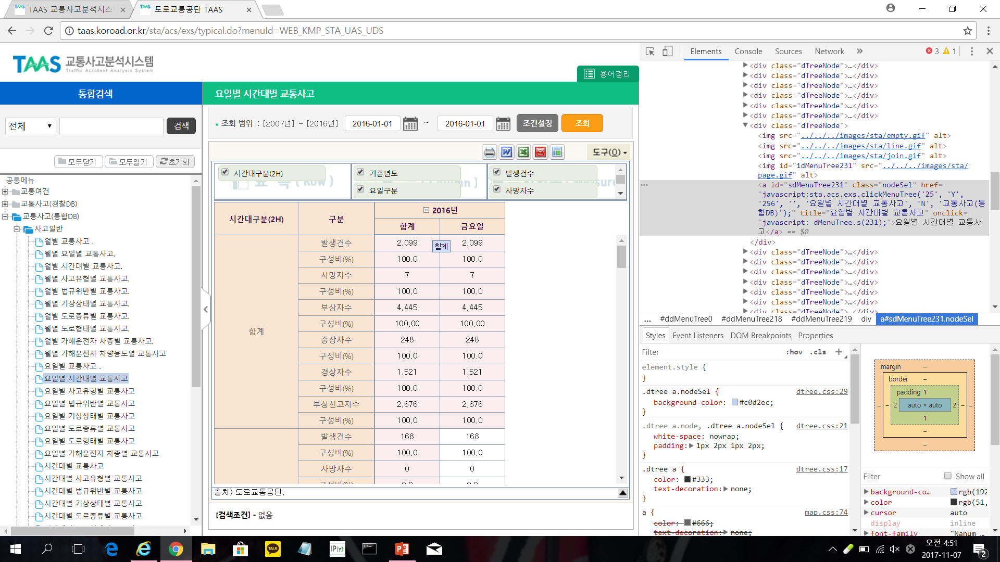 TAAS 교통사고분석시스
도로교통공단 TAAS
taas.koroad.or.kr/sta/acs/exs/typical.do?menuId=WEB_KMP_STA_UAS_UDS
TAAS 교통사고분석시스템
Traffic Accident Analysis System
용어정리
통합검색
요일별 시간대별 교통사고
전체
검색
조회 범위 : [2007년] - [2016년]
2016-01-01
~
2016-01-01
조건설정
조회
모두닫기
모두열기
초기화
도구(O)
시간대구분(2H)
기준년도
요일구분
발생건수
사망자수
공통메뉴
교통여건
교통사고(경찰DB)
교통사고(통합DB)
사고일반
월별 교통사고 .
월별 요일별 교통사고.
월별 시간대별 교통사고.
월별 사고유형별 교통사고.
월별 법규위반별 교통사고.
월별 기상상태별 교통사고.
월별 도로종류별 교통사고.
월별 도로형태별 교통사고.
월별 가해운전자 차종별 교통사고.
월별 가해운전자 차량용도별 교통사고
요일별 교통사고 .
요일별 시간대별 교통사고
요일별 사고유형별 교통사고
요일별 법규위반별 교통사고
요일별 기상상태별 교통사고
요일별 도로종류별 교통사고
요일별 도로형태별 교통사고
요일별 가해운전자 차종별 교통사고
시간대별 교통사고
시간대별 사고유형별 교통사고
시간대별 법규위반별 교통사고
시간대별 기상상태별 교통사고
시간대별 도로종류별 교통사고
시간대구분(2H) 구분 2016년
합계 금요일
합계
발생건수 2,099 2,099
합계
구성비(%) 100.0 100.0
사망자수 7 7
구성비(%) 100.0 100.0
부상자수 4,445 4,445
구성비(%) 100.00 100.00
중상자수 248 248
구성비(%) 100.0 100.0
경상자수 1,521 1,521
구성비(%) 100.0 100.0
부상신고자수 2,676 2,676
구성비(%) 100.0 100.0
발생건수 168 168
구성비(%) 100.0 100.0
사망자수 0 0
출처) 도로교통공단.
[검색조건] - 없음
Elements Console Sources Network » 3 1
<div class="dTreeNode">…</div>
<div class="dTreeNode">…</div>
<div class="dTreeNode">…</div>
<div class="dTreeNode">…</div>
<div class="dTreeNode">…</div>
<div class="dTreeNode">…</div>
<div class="dTreeNode">
<img src="../../../images/sta/empty.gif" alt>
<img src="../../../images/sta/line.gif" alt>
<img src="../../../images/sta/join.gif" alt>
<img id="idMenuTree231" src="../../../images/sta/
page.gif" alt>
<a id="sdMenuTree231" class="nodeSel" href=
"javascript:sta.acs.exs.clickMenuTree('25', 'Y',
'256', '', '요일별 시간대별 교통사고', 'N', '교통사고(통
합DB)');" title="요일별 시간대별 교통사고" onclick=
"javascript: dMenuTree.s(231);">요일별 시간대별 교통사
고</a> == $0
</div>
<div class="dTreeNode">…</div>
<div class="dTreeNode">…</div>
<div class="dTreeNode">…</div>
<div class="dTreeNode">…</div>
<div class="dTreeNode">…</div>
<div class="dTreeNode">…</div>
<div class="dTreeNode">…</div>
... #ddMenuTree0 #ddMenuTree218 #ddMenuTree219 div a#sdMenuTree231.nodeSel
Styles Event Listeners DOM Breakpoints Properties
Filter :hov .cls +
element.style {
}
.dtree a.nodeSel { dtree.css:29
background-color: #c0d2ec;
}
.dtree a.node, .dtree a.nodeSel { dtree.css:21
white-space: nowrap;
padding: 1px 2px 1px 2px;
}
.dtree a { dtree.css:17
color: #333;
text-decoration: none;
}
a { map.css:74
color: #666;
text-decoration: none;
margin –
border –
padding 1
– – 2 auto × auto 2 – –
1
–
–
Filter Show all
background-co… rgb(192
color rgb(51,
cursor auto
display inline
font-family "Nanum …
TALK
IP[y]:
오전 4:51
2017-11-07
2